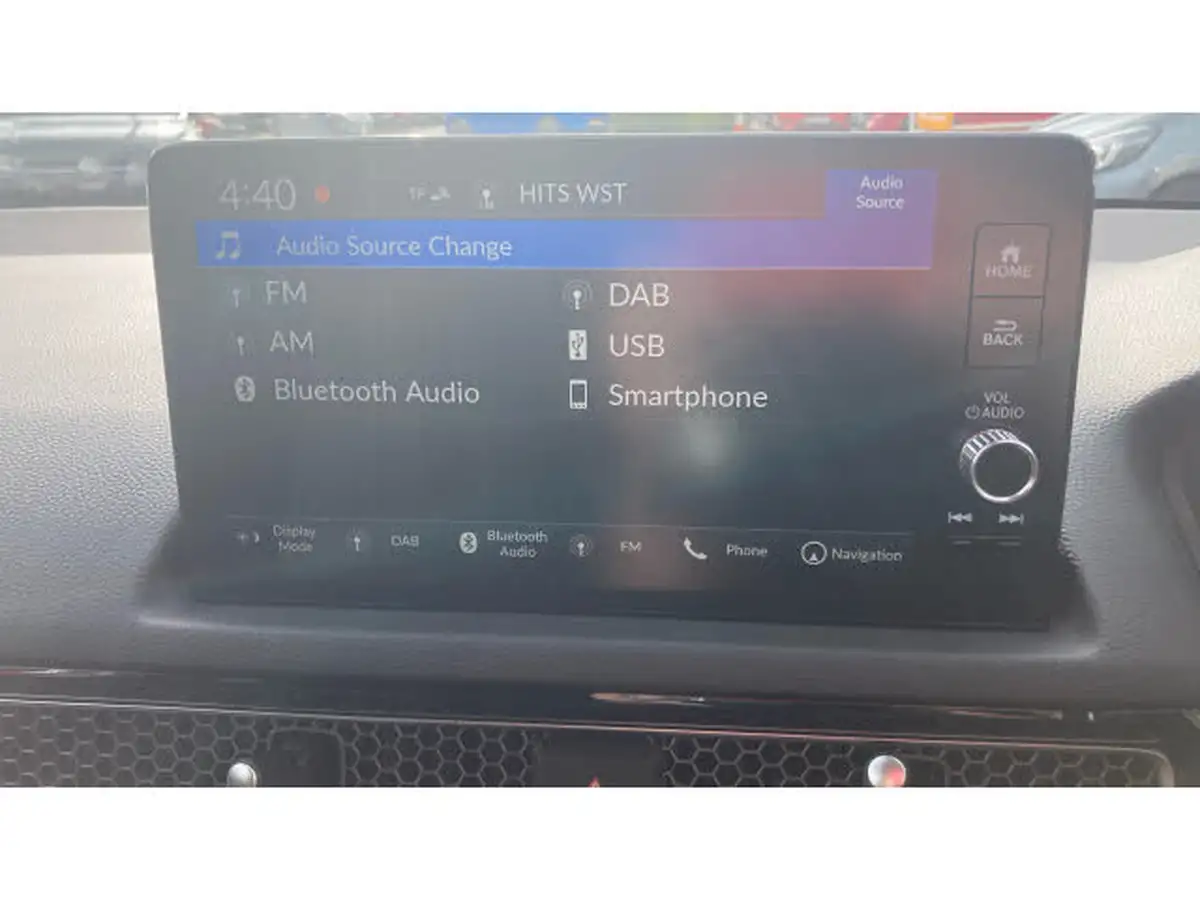 4:40 HITS WST Audio
Source
Audio Source Change
FM DAB
AM USB
Bluetooth Audio Smartphone
HOME
BACK
VOL
AUDIO
Display
Mode
DAB
Bluetooth
Audio
FM
Phone
Navigation